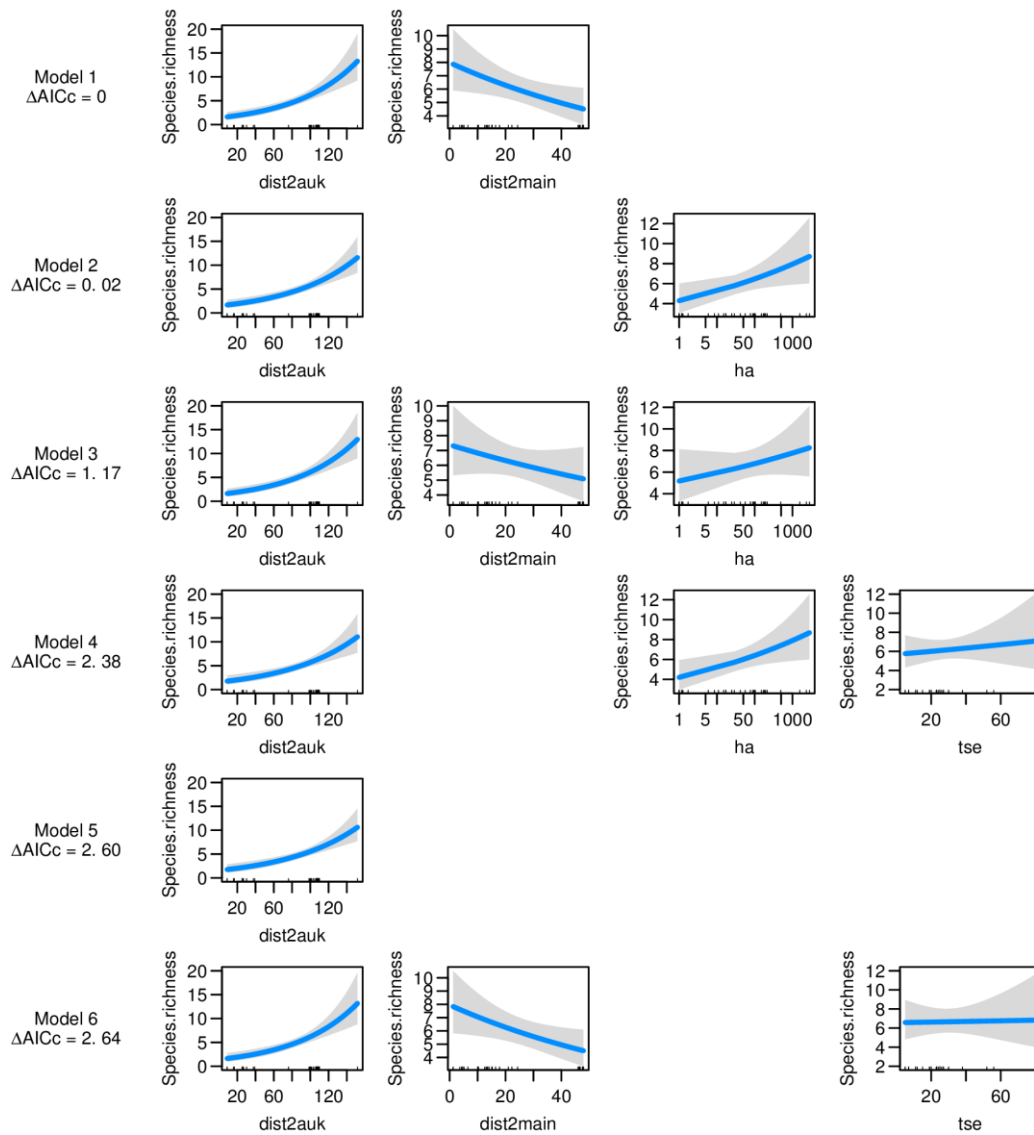 Model 1
ΔAICc = 0
Species.richness
20
15
10
5
0
20 60 120
dist2auk
Species.richness
10
9
8
7
6
5
4
0 20 40
dist2main
Model 2
ΔAICc = 0. 02
Species.richness
20
15
10
5
0
20 60 120
dist2auk
Species.richness
12
10
8
6
4
1 5 50 1000
ha
Model 3
ΔAICc = 1. 17
Species.richness
20
15
10
5
0
20 60 120
dist2auk
Species.richness
10
9
8
7
6
5
4
0 20 40
dist2main
Species.richness
12
10
8
6
4
1 5 50 1000
ha
Model 4
ΔAICc = 2. 38
Species.richness
20
15
10
5
0
20 60 120
dist2auk
Species.richness
12
10
8
6
4
1 5 50 1000
ha
Species.richness
12
10
8
6
4
2
20 60
tse
Model 5
ΔAICc = 2. 60
Species.richness
20
15
10
5
0
20 60 120
dist2auk
Model 6
ΔAICc = 2. 64
Species.richness
20
15
10
5
0
20 60 120
dist2auk
Species.richness
10
9
8
7
6
5
4
0 20 40
dist2main
Species.richness
12
10
8
6
4
2
20 60
tse